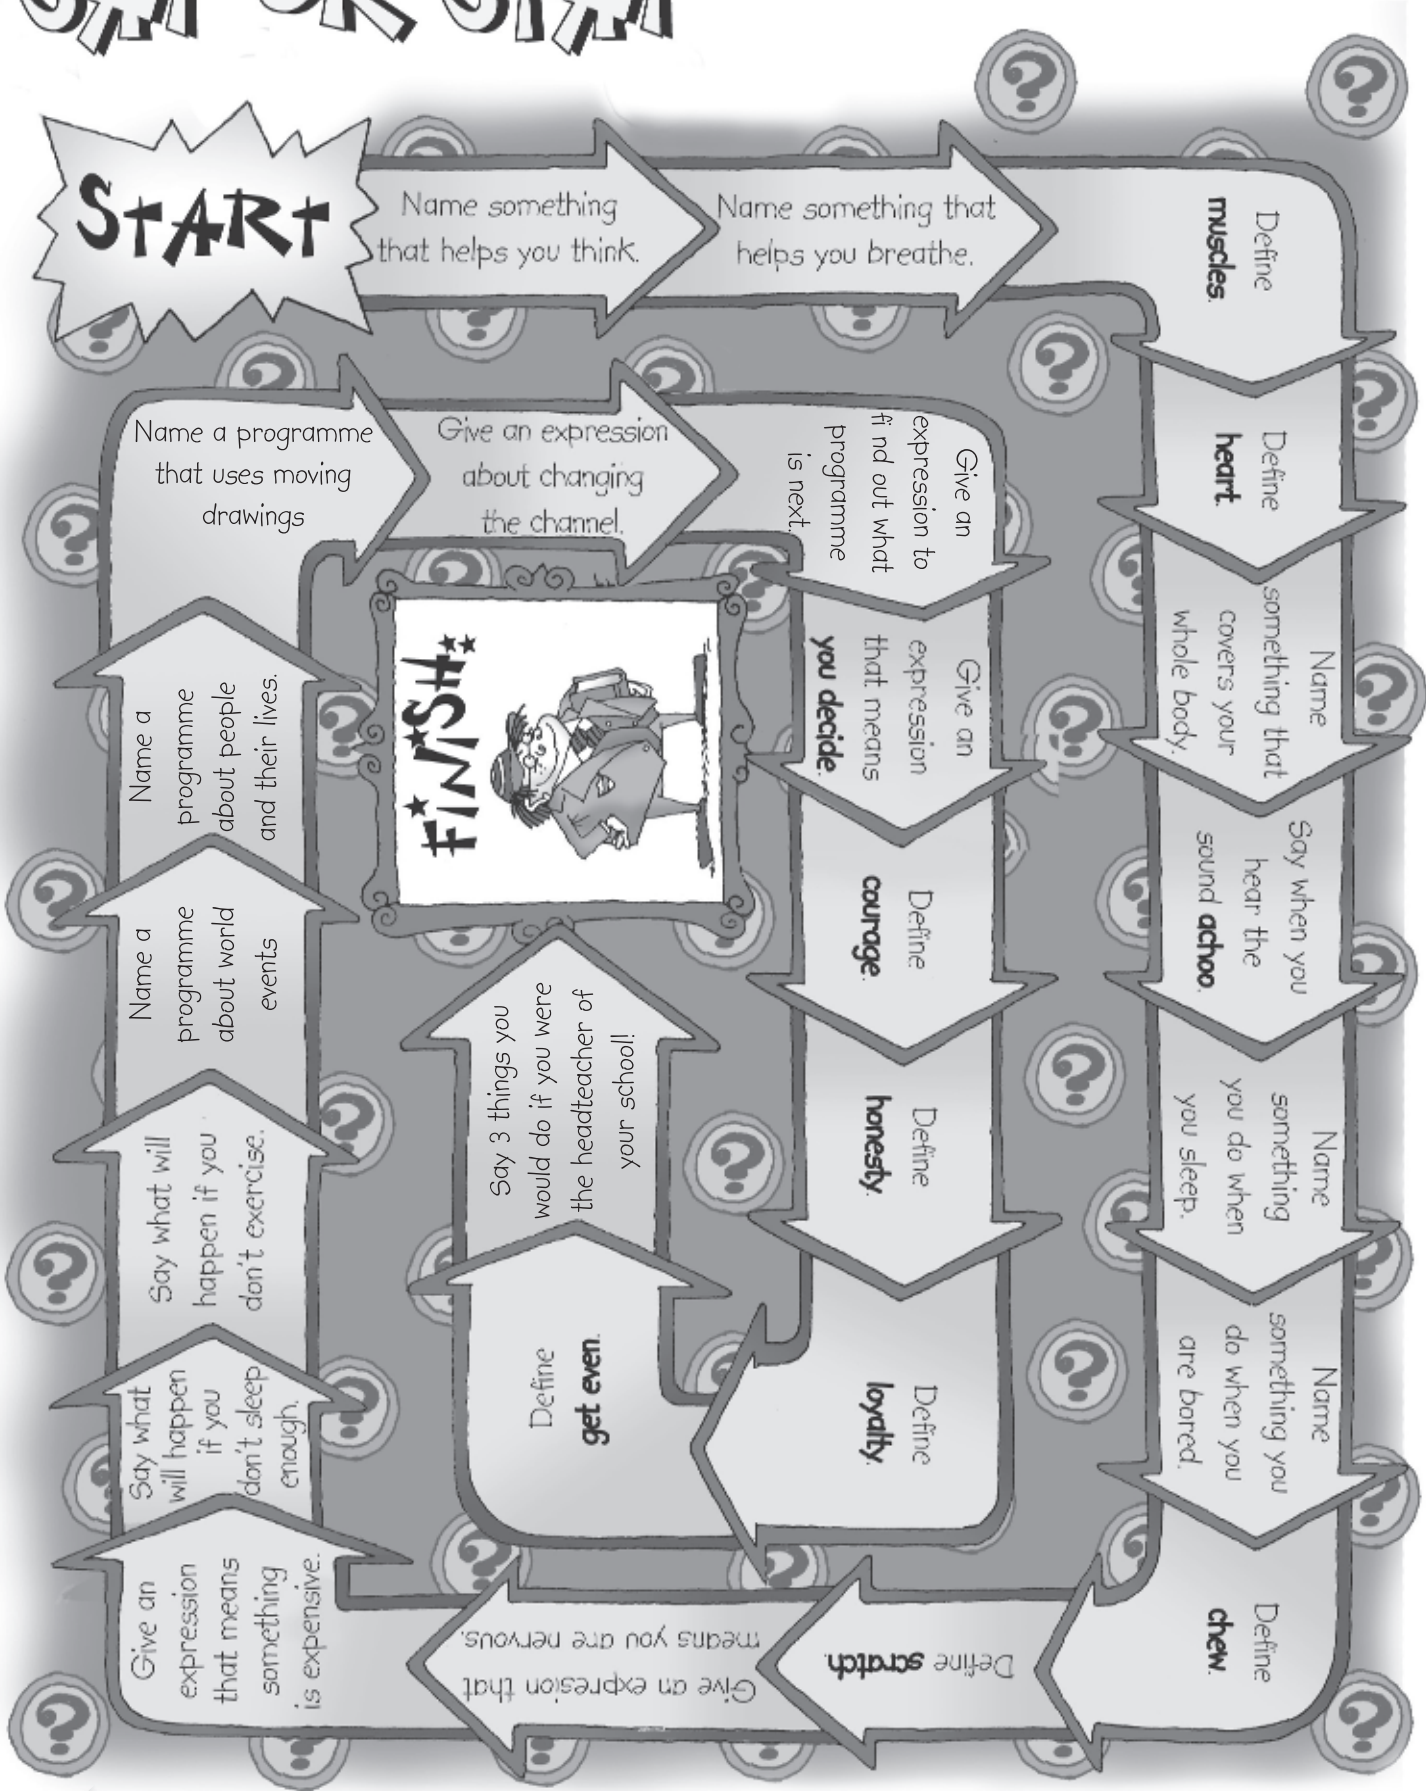 START
Name something
that helps you think.
Name something that
helps you breathe.
Define
muscles.
Define
heart.
Name
something that
covers your
whole body.
Say when you
hear the
sound achoo.
Name
something
you do when
you sleep.
Name
something you
do when you
are bored.
Define
chew.
Define scratch.
Give an expression that
means you are nervous.
Give an
expression
that means
something
is expensive.
Say what
will happen
if you
don't sleep
enough.
Say what will
happen if you
don't exercise.
Name a
programme
about world
events
Name a
programme
about people
and their lives.
Name a programme
that uses moving
drawings
Give an expression
about changing
the channel.
Give an
expression to
fi nd out what
programme
is next.
Give an
expression
that means
you decide.
Define
courage.
Define
honesty.
Define
loyalty.
Define
get even.
Say 3 things you
would do if you were
the headteacher of
your school!
FiNiSH